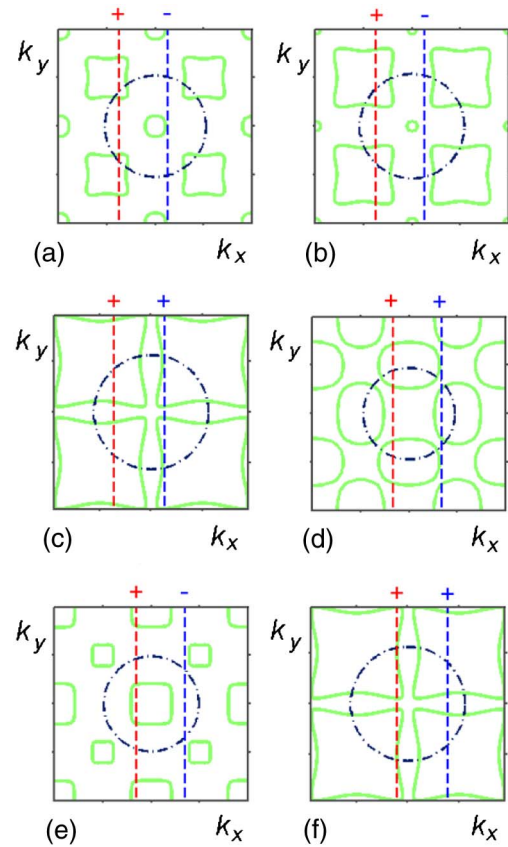 + - + -
k_y k_y
(a) k_x (b) k_x
+ + + +
k_y k_y
(c) k_x (d) k_x
+ - + +
k_y k_y
(e) k_x (f) k_x